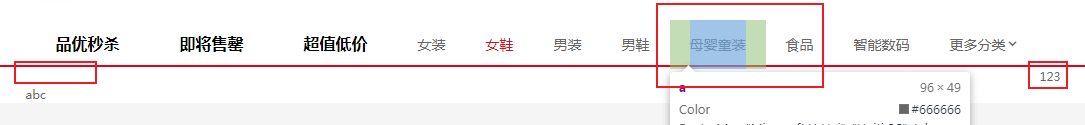 品优秒杀 即将售罄 超值低价 女装 女鞋 男装 男鞋 母婴童装 食品 智能数码 更多分类
123
a 96 × 49
abc
Color #666666